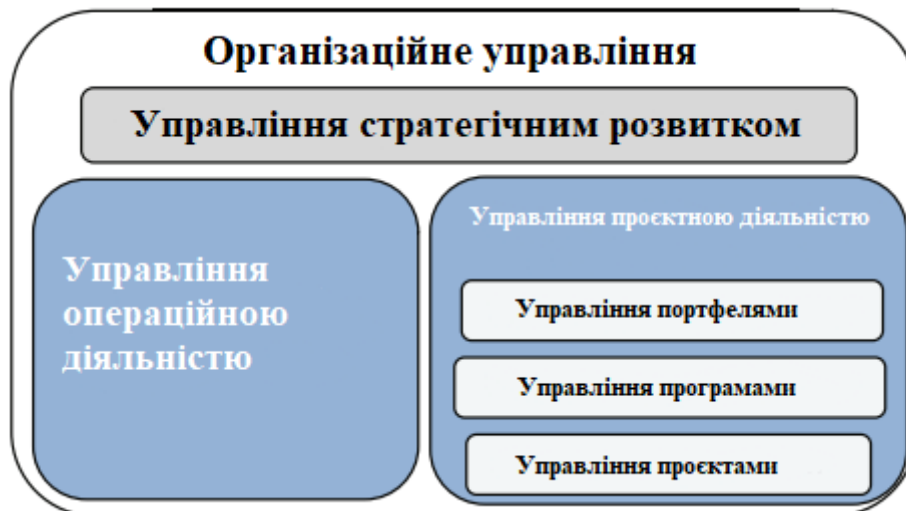 Організаційне управління
Управління стратегічним розвитком
Управління
операційною
діяльністю
Управління проєктною діяльністю
Управління портфелями
Управління програмами
Управління проєктами